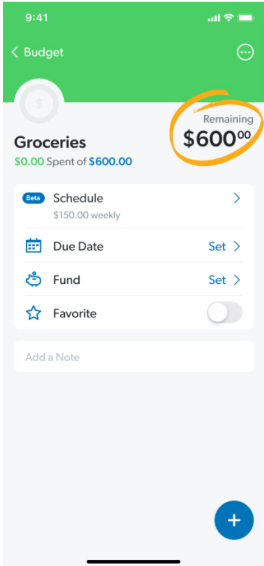 9:41
Budget
$
Remaining
Groceries
$600⁰⁰
$0.00 Spent of $600.00
Beta Schedule
$150.00 weekly
Due Date Set
Fund Set
Favorite
Add a Note